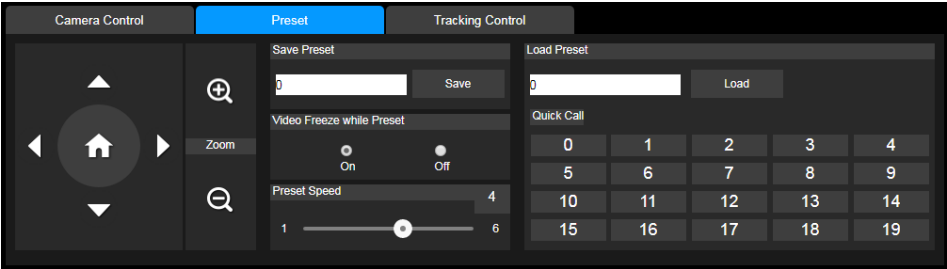 Camera Control
Preset
Tracking Control
Zoom
Save Preset
0
Save
Video Freeze while Preset
On
Off
Preset Speed
4
1
6
Load Preset
0
Load
Quick Call
0 1 2 3 4
5 6 7 8 9
10 11 12 13 14
15 16 17 18 19